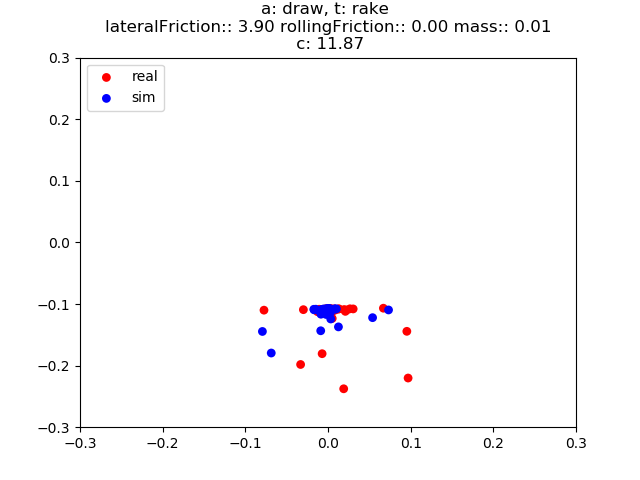 a: draw, t: rake
lateralFriction:: 3.90 rollingFriction:: 0.00 mass:: 0.01
c: 11.87
real
sim
0.3
0.2
0.1
0.0
−0.1
−0.2
−0.3
−0.3 −0.2 −0.1 0.0 0.1 0.2 0.3